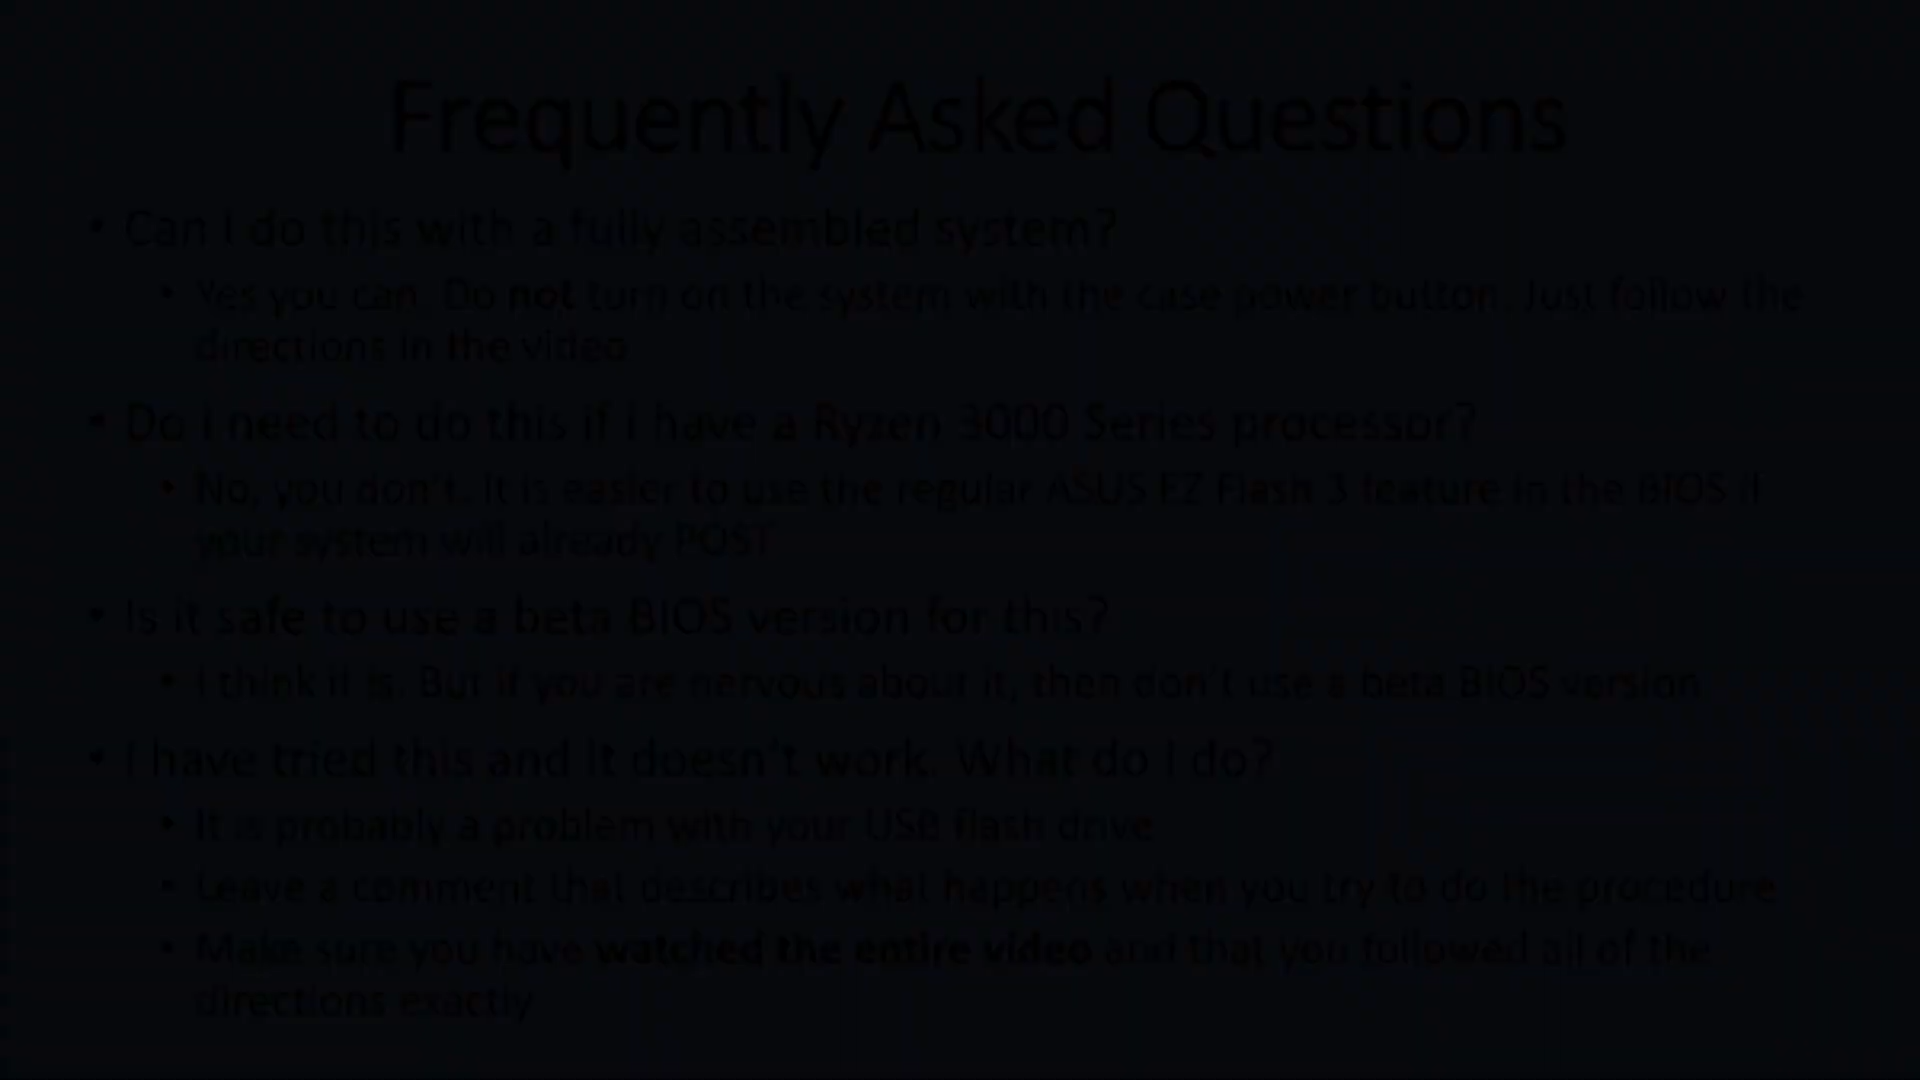 Frequently Asked Questions
• Can I do this with a fully assembled system?
• Yes you can. Do not turn on the system with the case power button. Just follow the
directions in the video
• Do I need to do this if I have a Ryzen 3000 Series processor?
• No, you don't. It is easier to use the regular ASUS EZ Flash 3 feature in the BIOS if
your system will already POST
• Is it safe to use a beta BIOS version for this?
• I think it is. But if you are nervous about it, then don't use a beta BIOS version
• I have tried this and it doesn't work. What do I do?
• It is probably a problem with your USB flash drive
• Leave a comment that describes what happens when you try to do the procedure
• Make sure you have watched the entire video and that you followed all of the
directions exactly